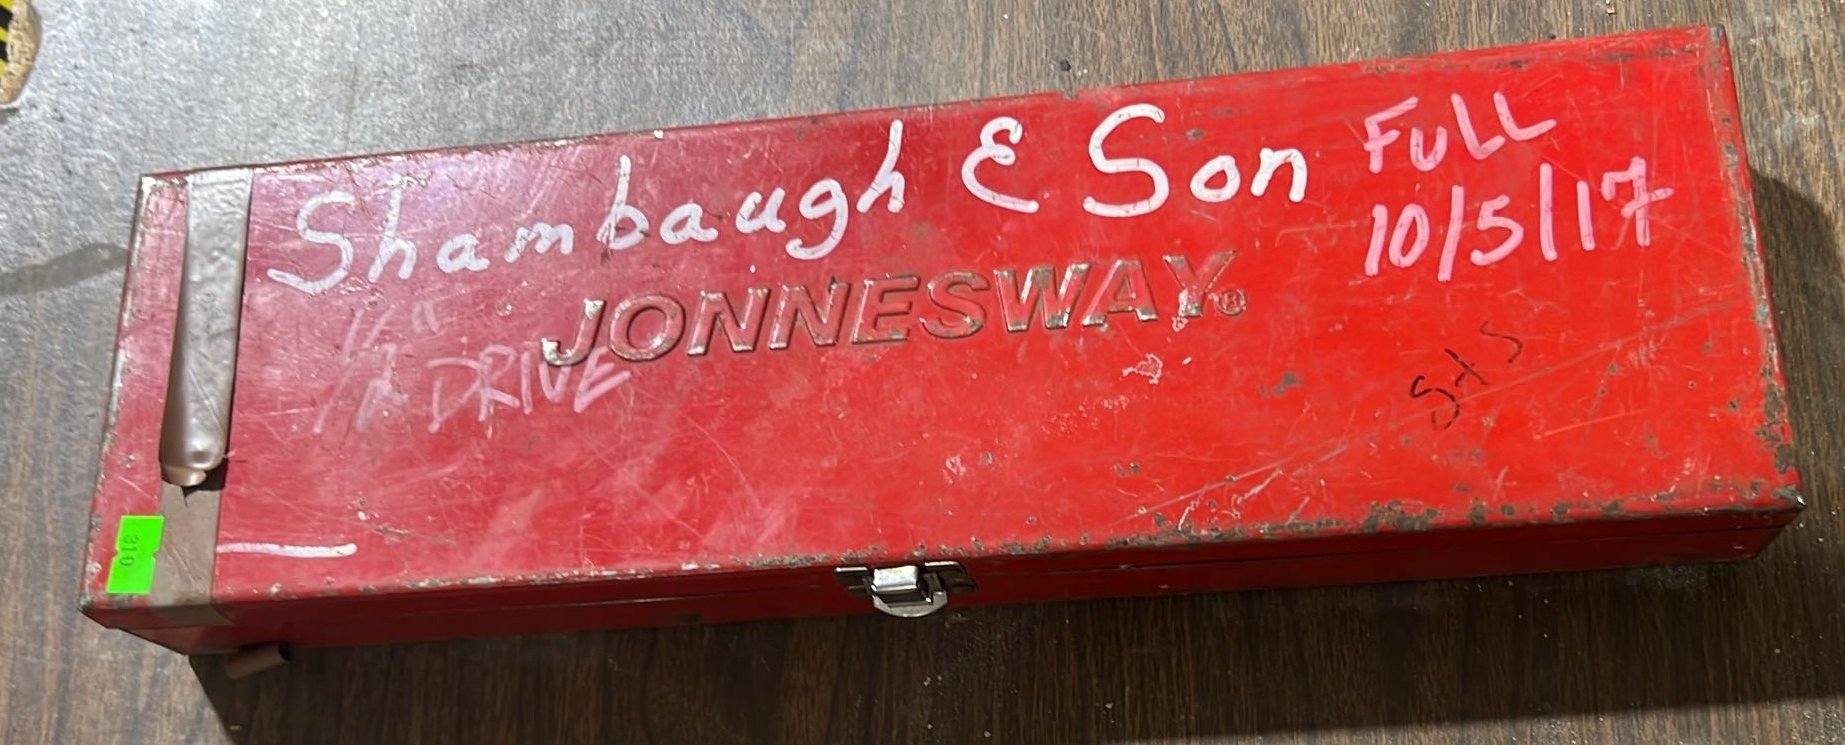 Shambaugh & Son
FULL
10/5/17
JONNESWAY®
1/2" DRIVE
S+S
310